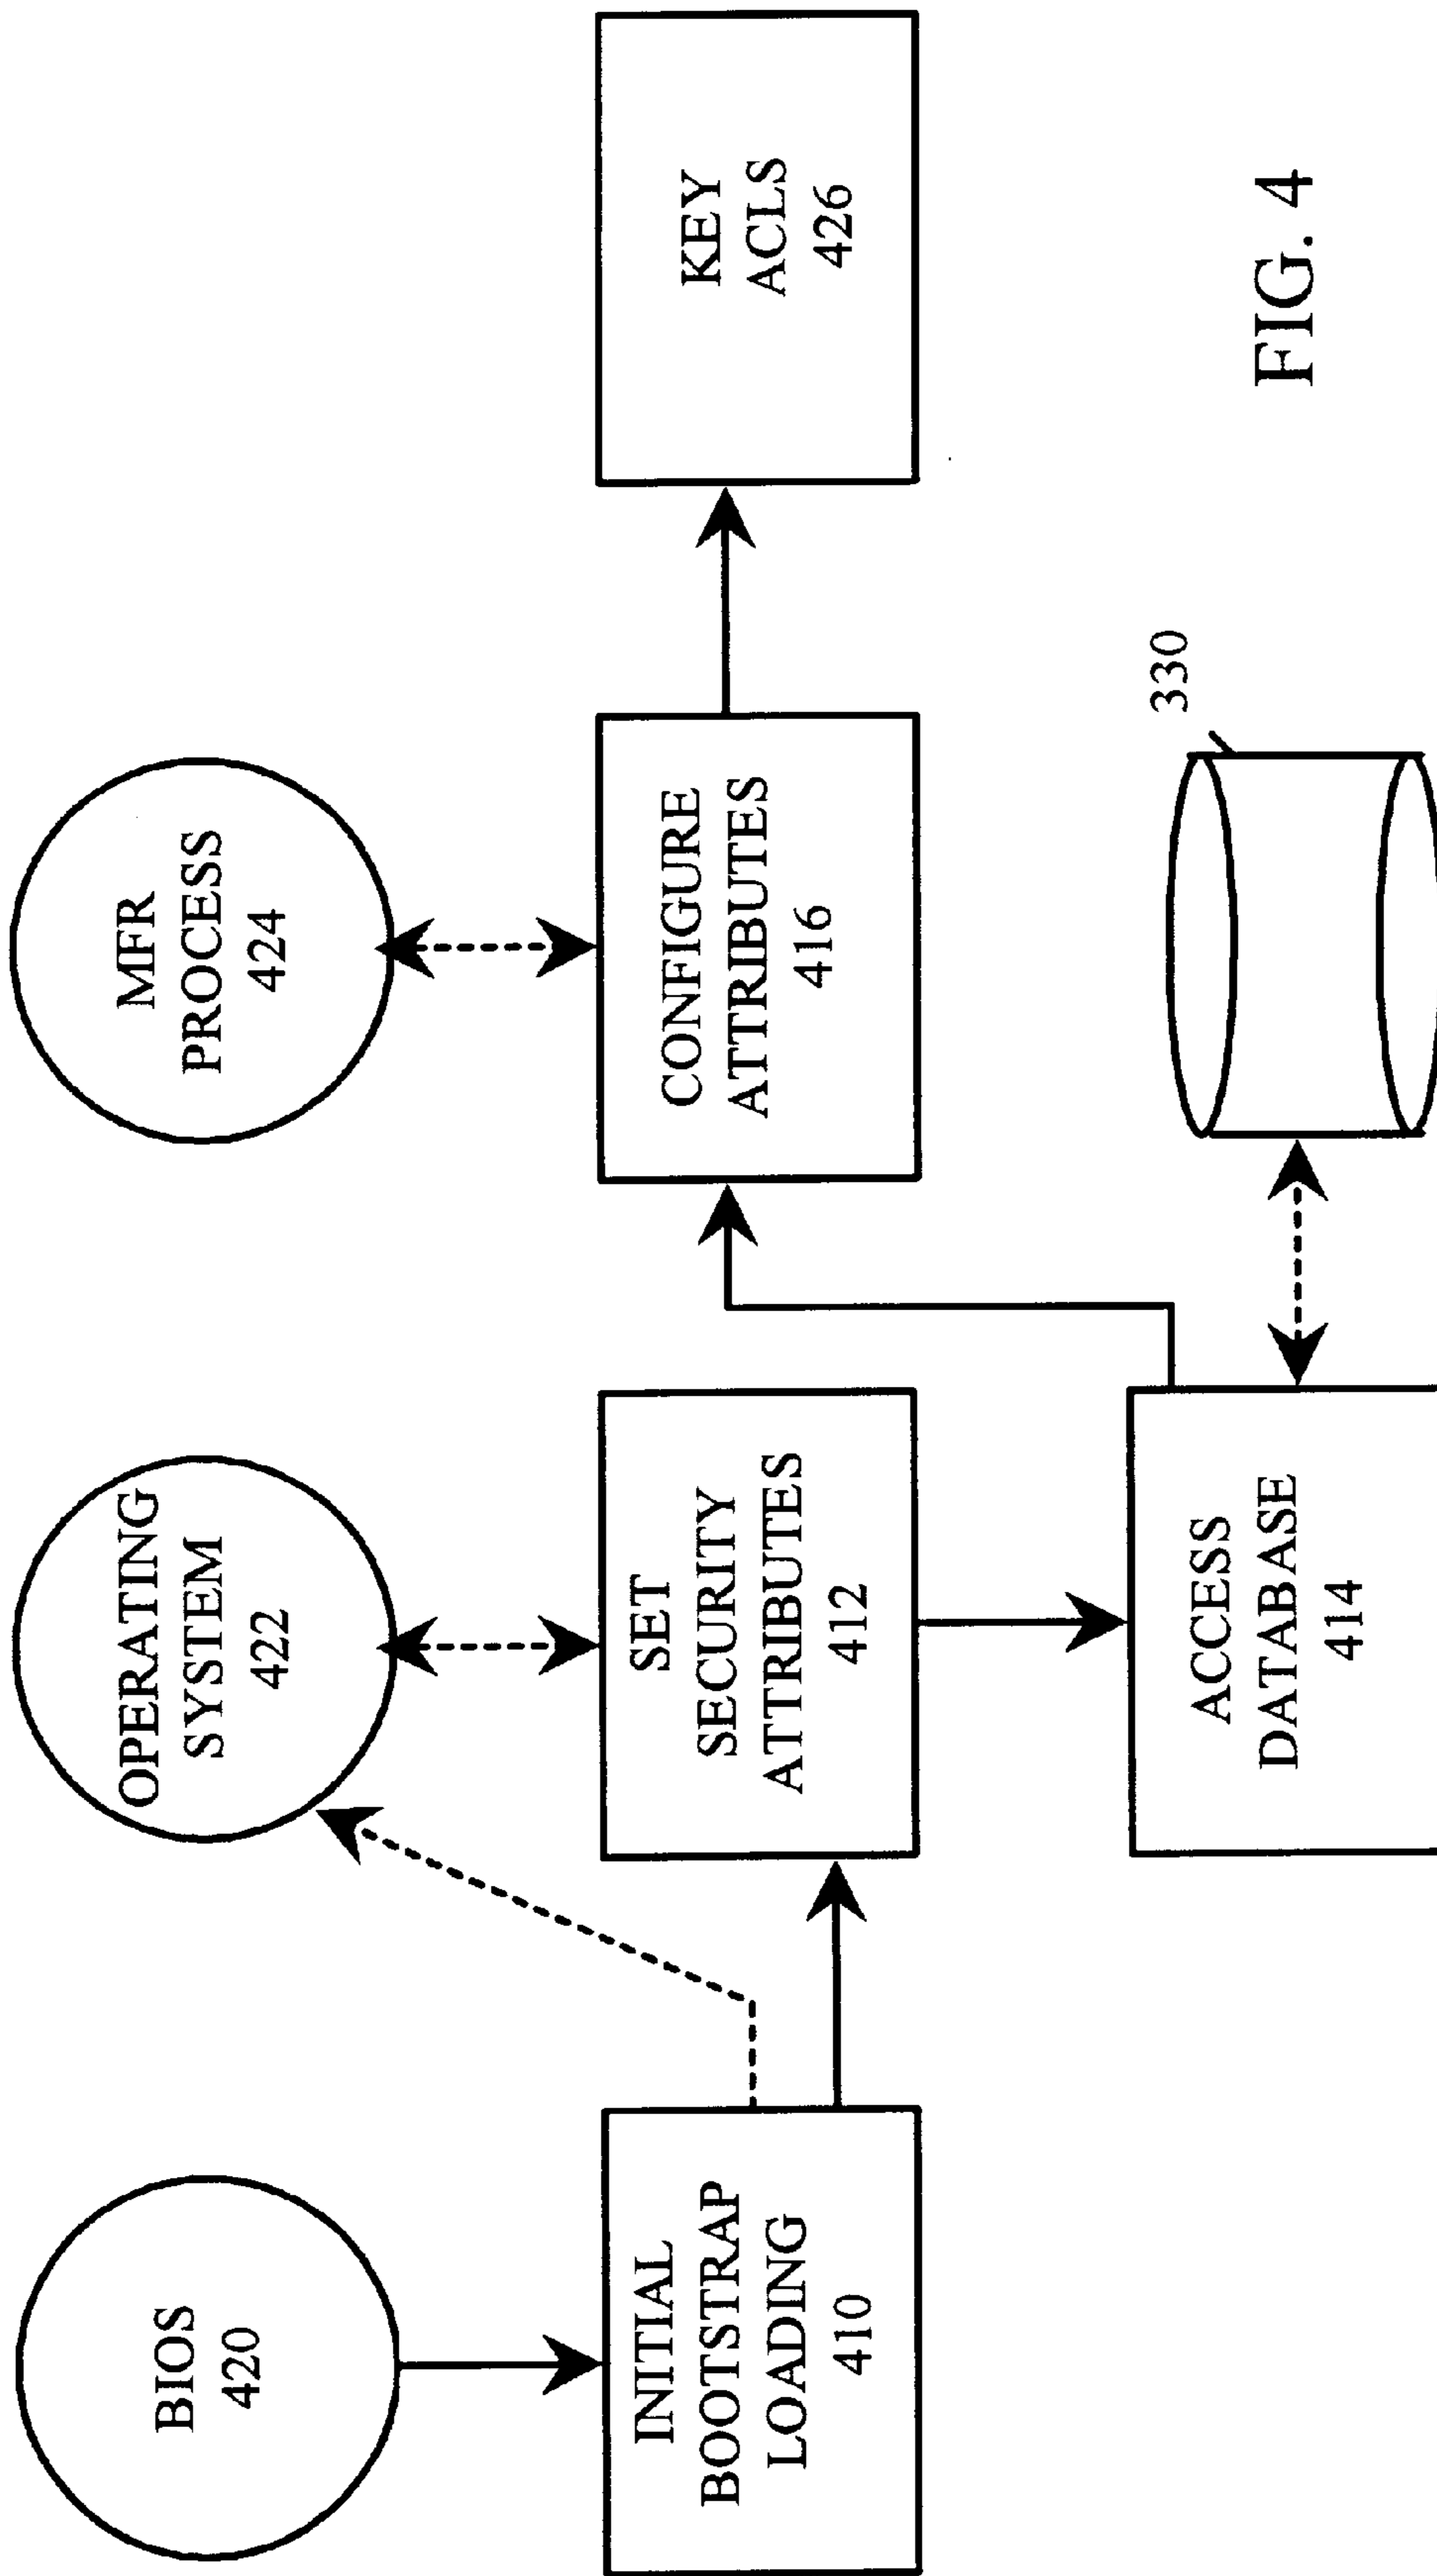 BIOS
420
OPERATING
SYSTEM
422
MFR
PROCESS
424
INITIAL
BOOTSTRAP
LOADING
410
SET
SECURITY
ATTRIBUTES
412
CONFIGURE
ATTRIBUTES
416
KEY
ACLS
426
ACCESS
DATABASE
414
330
FIG. 4